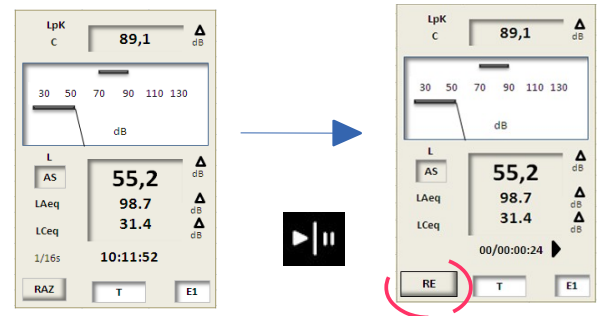 LpK
C 89,1 dB
30 50 70 90 110 130
dB
L
AS 55,2 dB
LAeq 98.7 dB
LCeq 31.4 dB
1/16s 10:11:52
RAZ T E1
LpK
C 89,1 dB
30 50 70 90 110 130
dB
L
AS 55,2 dB
LAeq 98.7 dB
LCeq 31.4 dB
00/00:00:24
RE T E1